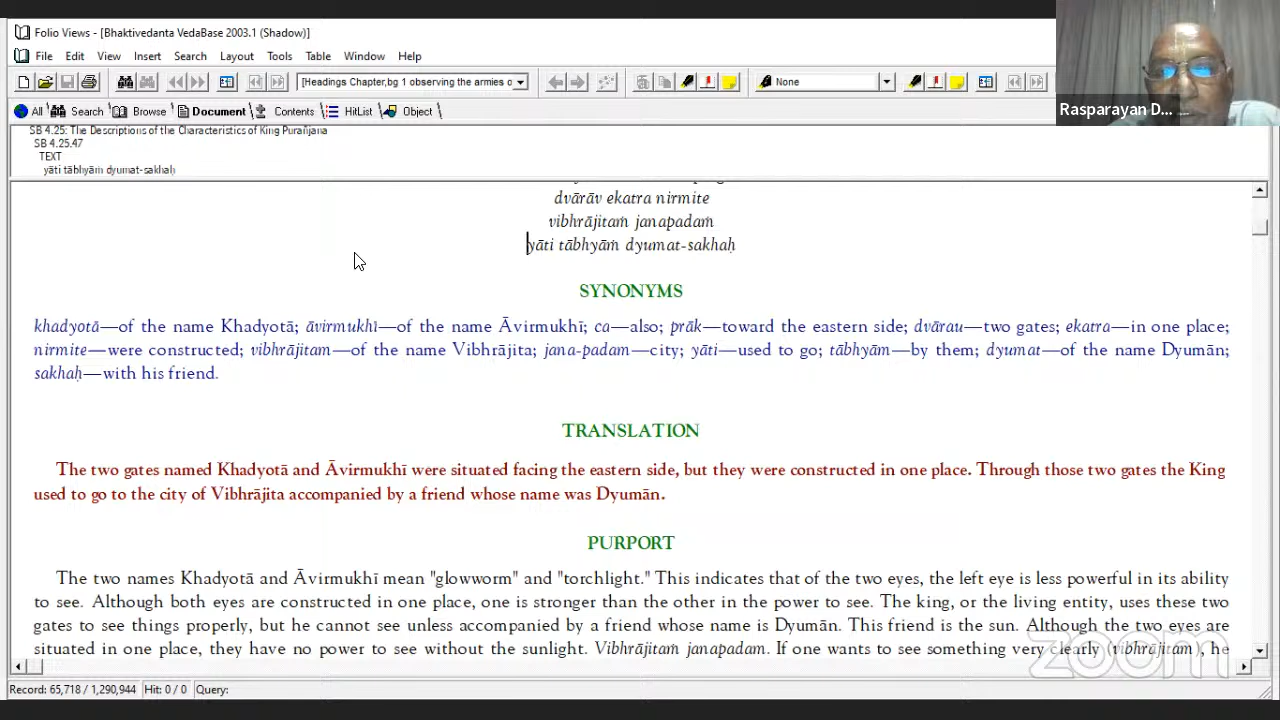 Folio Views - [Bhaktivedanta VedaBase 2003.1 (Shadow)]
File Edit View Insert Search Layout Tools Table Window Help
[Headings Chapter,bg 1 observing the armies o
None
All Search Browse Document Contents HitList Object
Rasparayan D...
SB 4.25: The Descriptions of the Characteristics of King Purañjana
SB 4.25.47
TEXT
yāti tābhyāṁ dyumat-sakhaḥ
dvārāv ekatra nirmite
vibhrājitaṁ janapadaṁ
yāti tābhyāṁ dyumat-sakhaḥ
SYNONYMS
khadyotā—of the name Khadyotā; āvirmukhī—of the name Āvirmukhī; ca—also; prāk—toward the eastern side; dvārau—two gates; ekatra—in one place;
nirmite—were constructed; vibhrājitam—of the name Vibhrājita; jana-padam—city; yāti—used to go; tābhyām—by them; dyumat—of the name Dyumān;
sakhaḥ—with his friend.
TRANSLATION
The two gates named Khadyotā and Āvirmukhī were situated facing the eastern side, but they were constructed in one place. Through those two gates the King
used to go to the city of Vibhrājita accompanied by a friend whose name was Dyumān.
PURPORT
The two names Khadyotā and Āvirmukhī mean "glowworm" and "torchlight." This indicates that of the two eyes, the left eye is less powerful in its ability
to see. Although both eyes are constructed in one place, one is stronger than the other in the power to see. The king, or the living entity, uses these two
gates to see things properly, but he cannot see unless accompanied by a friend whose name is Dyumān. This friend is the sun. Although the two eyes are
situated in one place, they have no power to see without the sunlight. Vibhrājitaṁ janapadam. If one wants to see something very clearly (vibhrājitam), he
zoom
Record: 65,718 / 1,290,944 Hit: 0 / 0 Query: